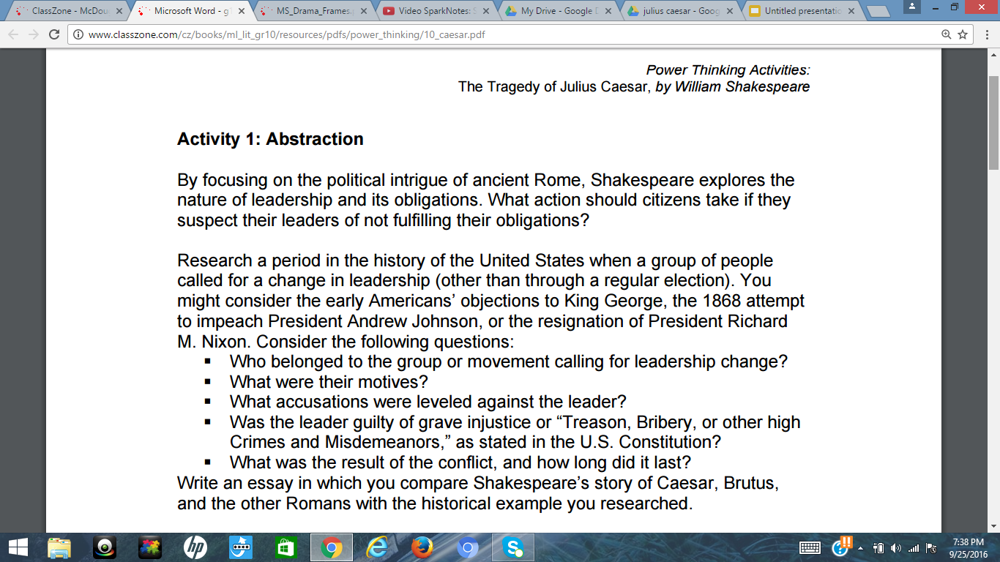 ClassZone - McDou
Microsoft Word - g1
MS_Drama_Frames.p
Video SparkNotes: S
My Drive - Google D
julius caesar - Goog
Untitled presentatio
www.classzone.com/cz/books/ml_lit_gr10/resources/pdfs/power_thinking/10_caesar.pdf
Power Thinking Activities:
The Tragedy of Julius Caesar, by William Shakespeare
Activity 1: Abstraction
By focusing on the political intrigue of ancient Rome, Shakespeare explores the
nature of leadership and its obligations. What action should citizens take if they
suspect their leaders of not fulfilling their obligations?
Research a period in the history of the United States when a group of people
called for a change in leadership (other than through a regular election). You
might consider the early Americans’ objections to King George, the 1868 attempt
to impeach President Andrew Johnson, or the resignation of President Richard
M. Nixon. Consider the following questions:
▪ Who belonged to the group or movement calling for leadership change?
▪ What were their motives?
▪ What accusations were leveled against the leader?
▪ Was the leader guilty of grave injustice or “Treason, Bribery, or other high
Crimes and Misdemeanors,” as stated in the U.S. Constitution?
▪ What was the result of the conflict, and how long did it last?
Write an essay in which you compare Shakespeare’s story of Caesar, Brutus,
and the other Romans with the historical example you researched.
hp
7:38 PM
9/25/2016